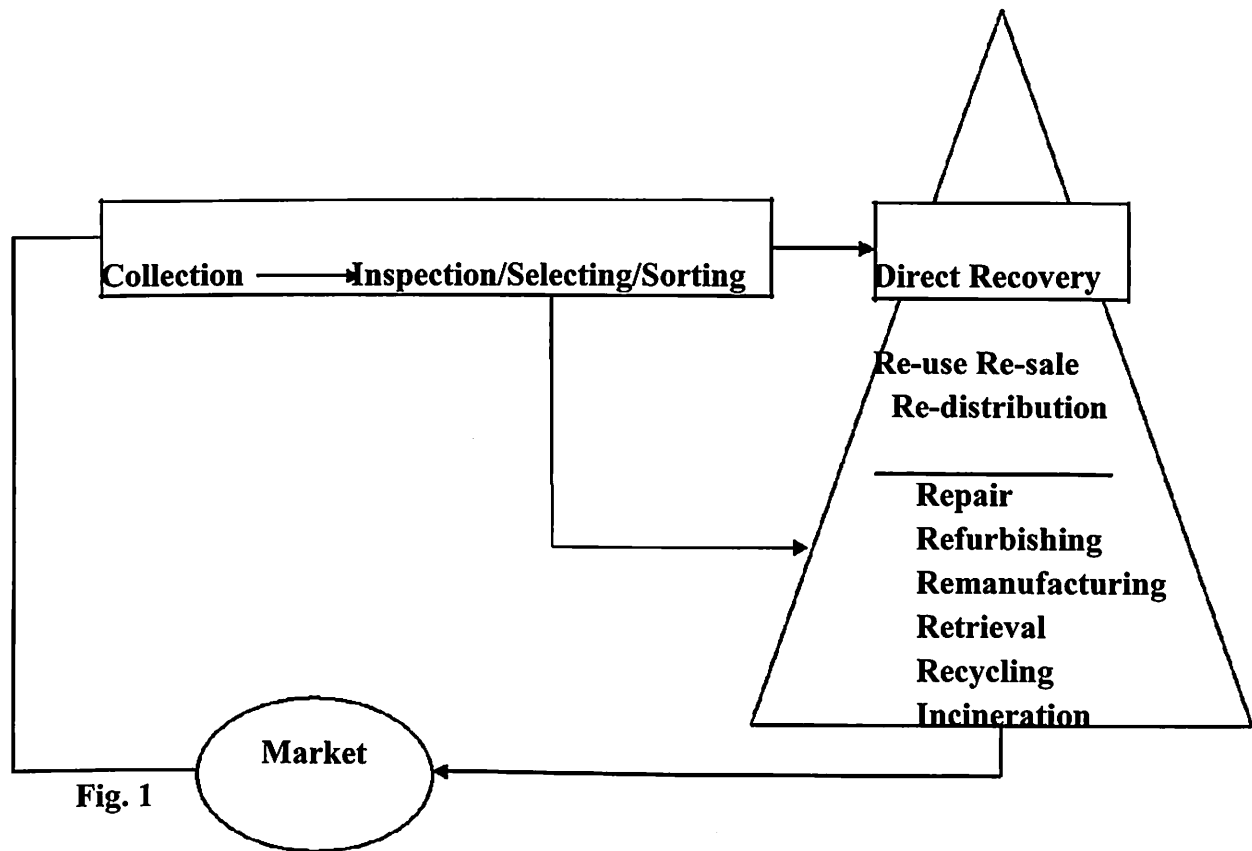 Collection Inspection/Selecting/Sorting
Direct Recovery
Re-use Re-sale
Re-distribution
Repair
Refurbishing
Remanufacturing
Retrieval
Recycling
Incineration
Market
Fig. 1